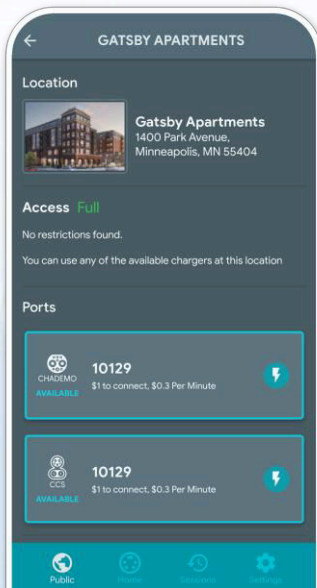 GATSBY APARTMENTS
Location
Gatsby Apartments
1400 Park Avenue,
Minneapolis, MN 55404
Access Full
No restrictions found.
You can use any of the available chargers at this location
Ports
CHADEMO
AVAILABLE
10129
$1 to connect, $0.3 Per Minute
CCS
AVAILABLE
10129
$1 to connect, $0.3 Per Minute
Public
Home
Sessions
Settings